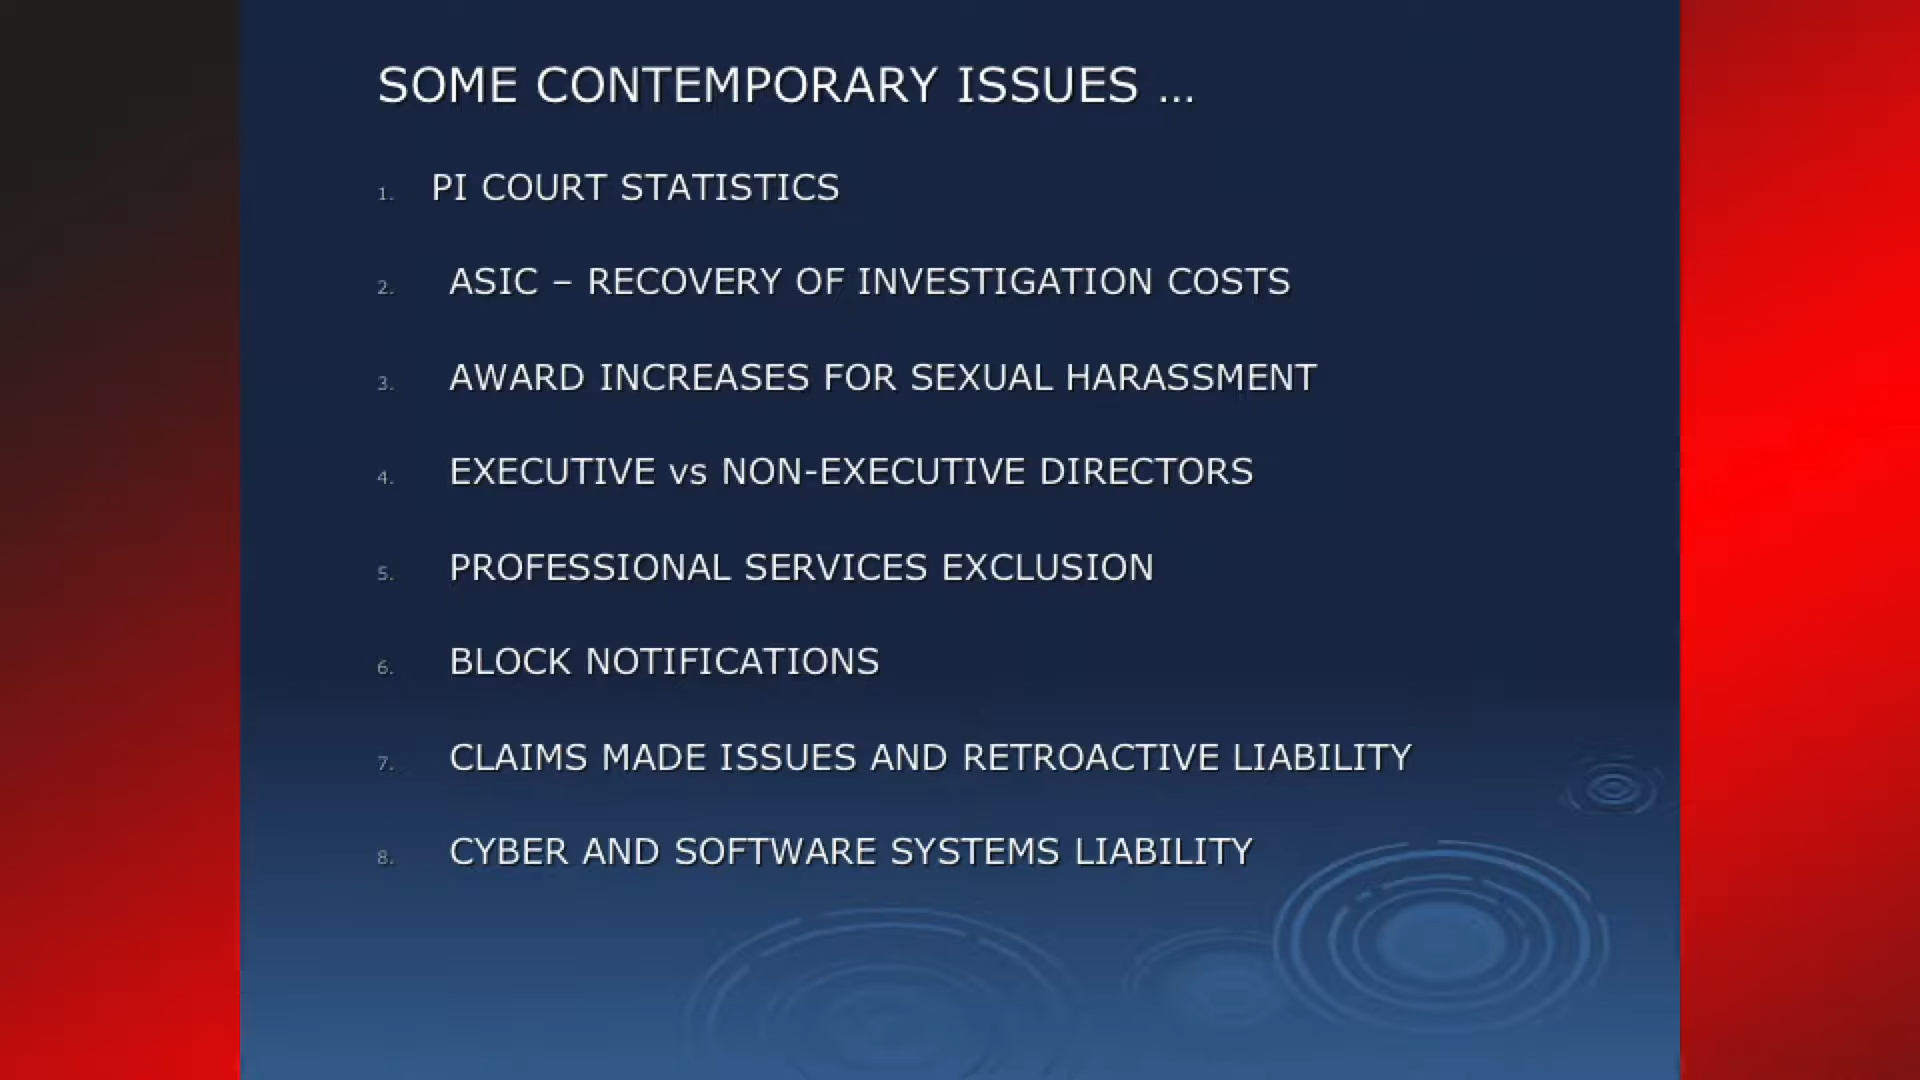 SOME CONTEMPORARY ISSUES ...
1. PI COURT STATISTICS
2. ASIC – RECOVERY OF INVESTIGATION COSTS
3. AWARD INCREASES FOR SEXUAL HARASSMENT
4. EXECUTIVE vs NON-EXECUTIVE DIRECTORS
5. PROFESSIONAL SERVICES EXCLUSION
6. BLOCK NOTIFICATIONS
7. CLAIMS MADE ISSUES AND RETROACTIVE LIABILITY
8. CYBER AND SOFTWARE SYSTEMS LIABILITY